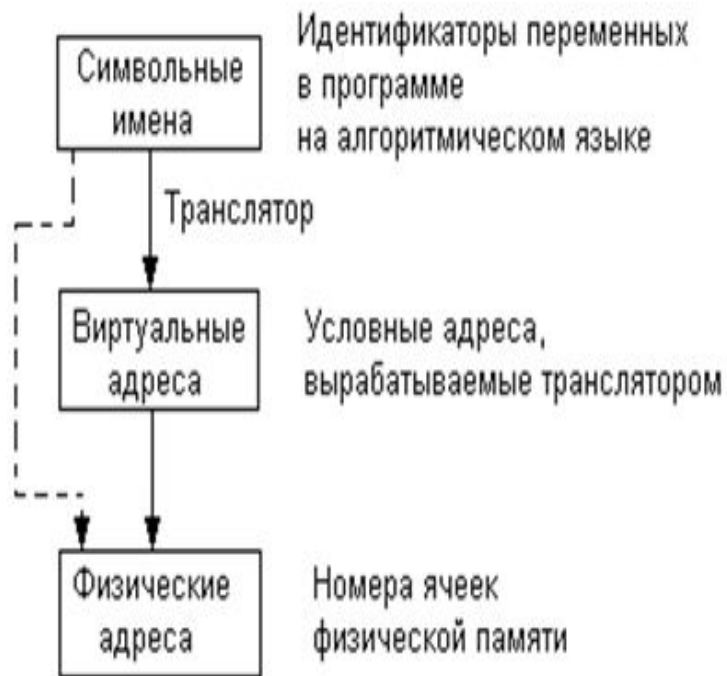 Символьные
имена
Идентификаторы переменных
в программе
на алгоритмическом языке
Транслятор
Виртуальные
адреса
Условные адреса,
вырабатываемые транслятором
Физические
адреса
Номера ячеек
физической памяти